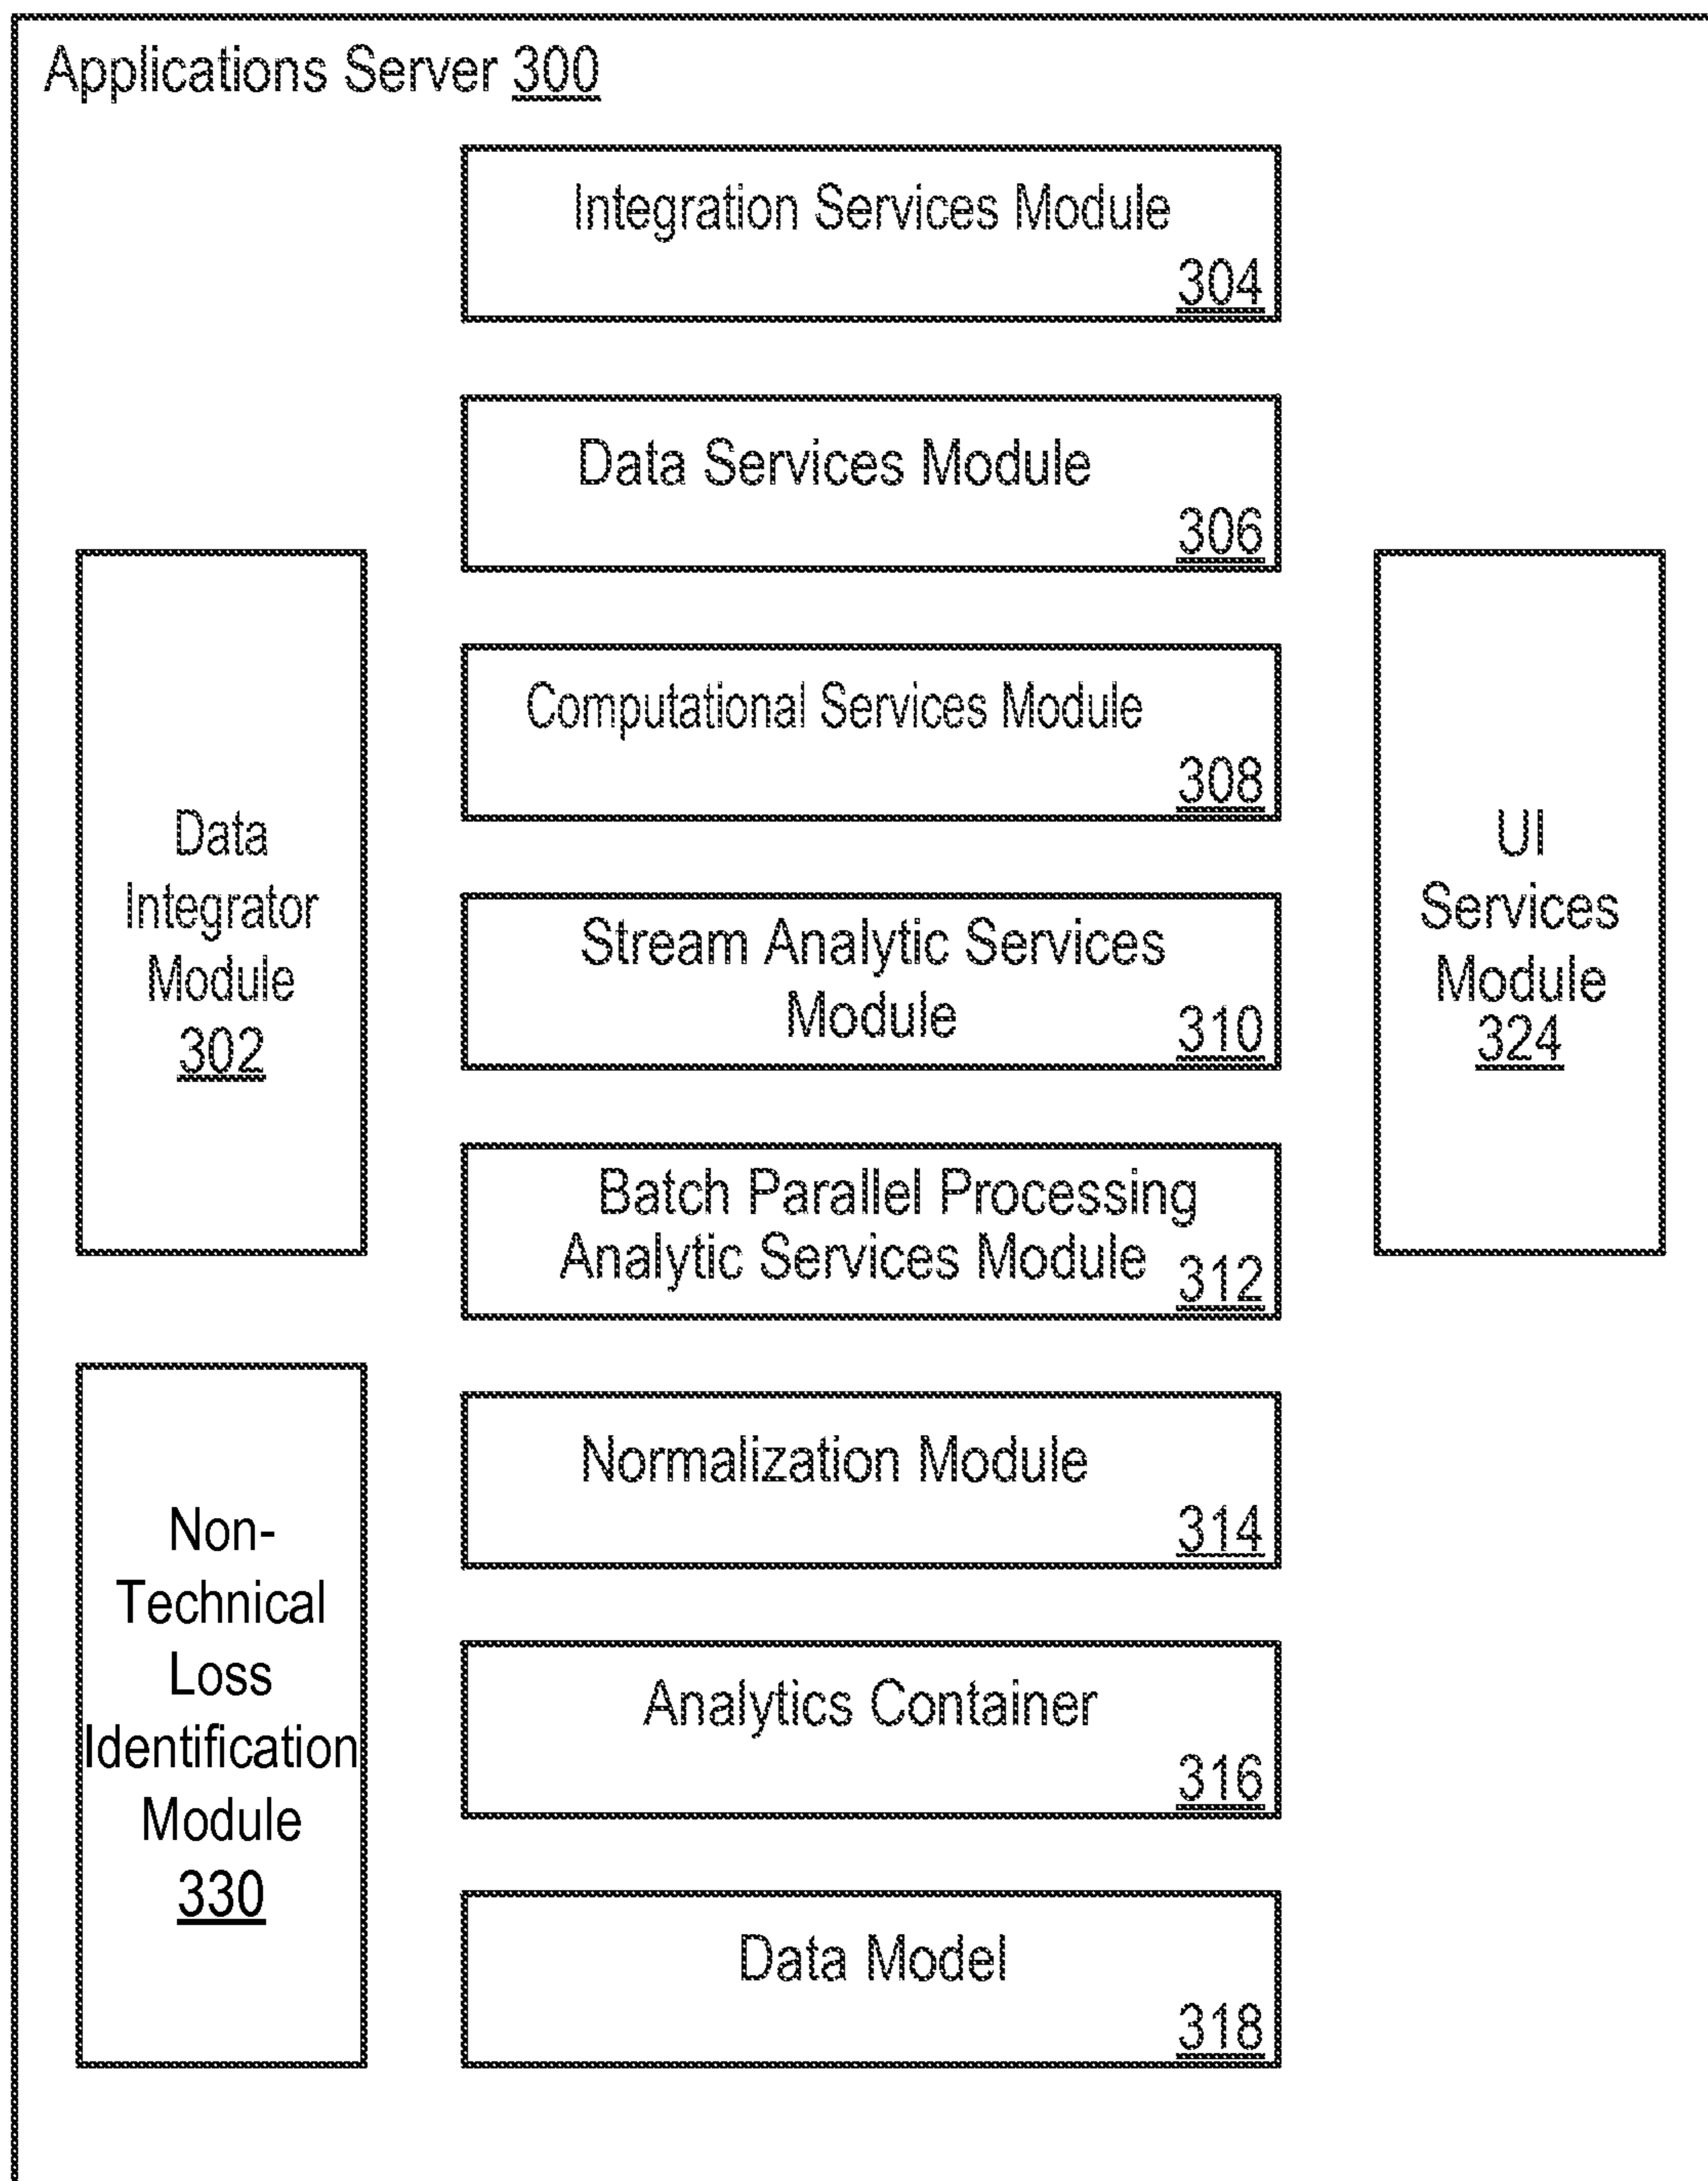 Applications Server 300
Integration Services Module
304
Data Services Module
306
Computational Services Module
308
Data
Integrator
Module
302
Stream Analytic Services
Module 310
UI
Services
Module
324
Batch Parallel Processing
Analytic Services Module 312
Non-
Technical
Loss
Identification
Module
330
Normalization Module
314
Analytics Container
316
Data Model
318